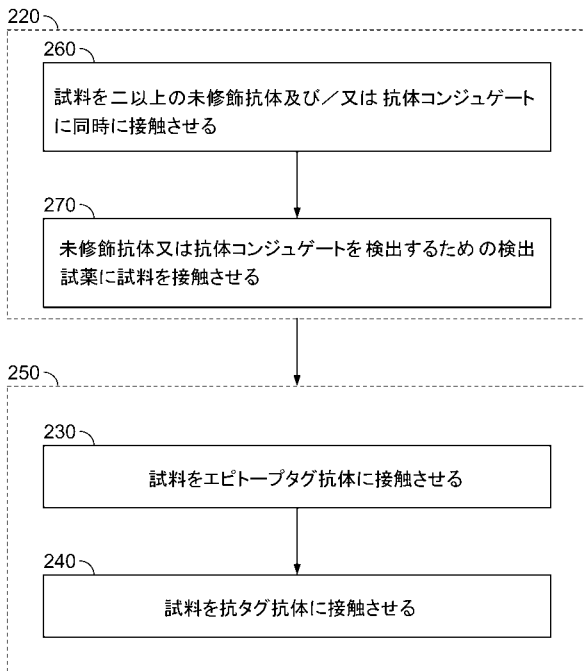 220
260
試料を二以上の未修飾抗体及び／又は 抗体コンジュゲート
に同時に接触させる
270
未修飾抗体又は抗体コンジュゲートを 検出するための検出
試薬に試料を接触させる
250
230
試料をエピトープタグ抗体に接触させる
240
試料を抗タグ抗体に接触させる